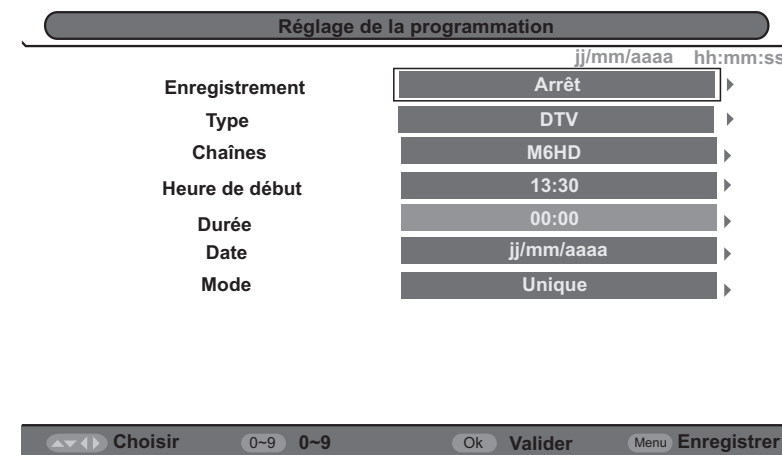 Réglage de la programmation
jj/mm/aaaa hh:mm:ss
Enregistrement Arrêt
Type DTV
Chaînes M6HD
Heure de début 13:30
Durée 00:00
Date jj/mm/aaaa
Mode Unique
Choisir 0~9 0~9 Ok Valider Menu Enregistrer